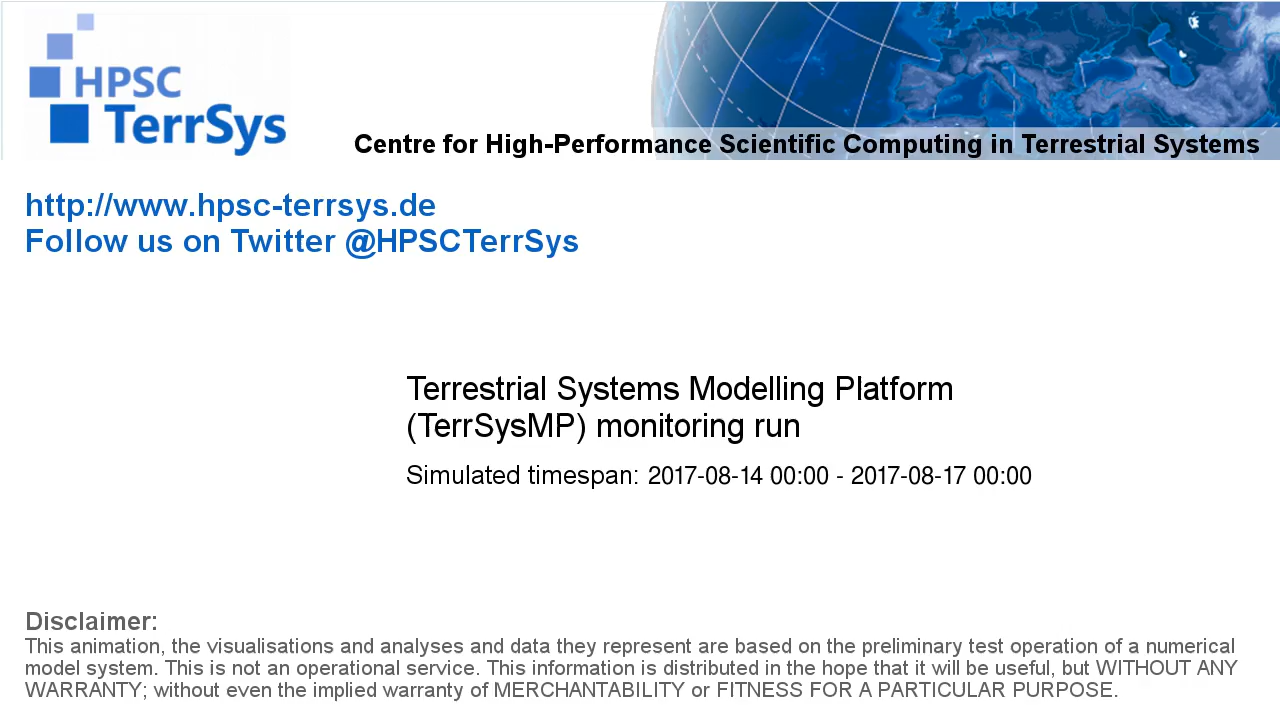 HPSC
TerrSys
Centre for High-Performance Scientific Computing in Terrestrial Systems
http://www.hpsc-terrsys.de
Follow us on Twitter @HPSCTerrSys
Terrestrial Systems Modelling Platform
(TerrSysMP) monitoring run
Simulated timespan: 2017-08-14 00:00 - 2017-08-17 00:00
Disclaimer:
This animation, the visualisations and analyses and data they represent are based on the preliminary test operation of a numerical
model system. This is not an operational service. This information is distributed in the hope that it will be useful, but WITHOUT ANY
WARRANTY; without even the implied warranty of MERCHANTABILITY or FITNESS FOR A PARTICULAR PURPOSE.